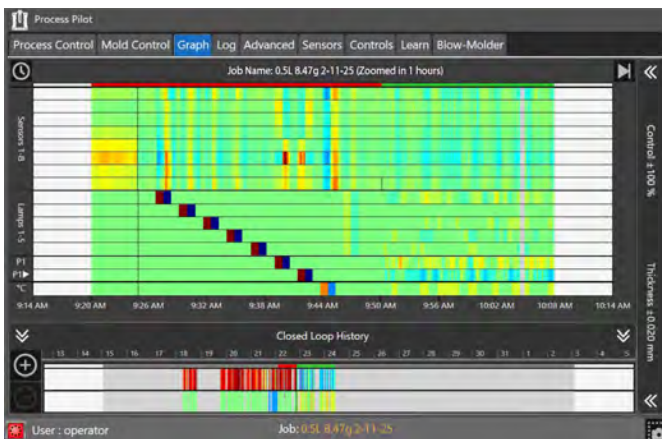 Process Pilot
Process Control Mold Control Graph Log Advanced Sensors Controls Learn Blow-Molder
Job Name: 0.5L 8.47g 2-11-25 (Zoomed in 1 hours)
Sensors 1-8
Lamps 1-5
P1
P1▶
°C
Control ±100 %
Thickness ±0.020 mm
9:14 AM 9:20 AM 9:26 AM 9:32 AM 9:38 AM 9:44 AM 9:50 AM 9:56 AM 10:02 AM 10:08 AM 10:14 AM
Closed Loop History
13 14 15 16 17 18 19 20 21 22 23 24 25 26 27 28 29 30 31 1 2 3 4 5
User : operator Job: 0.5L 8.47g 2-11-25